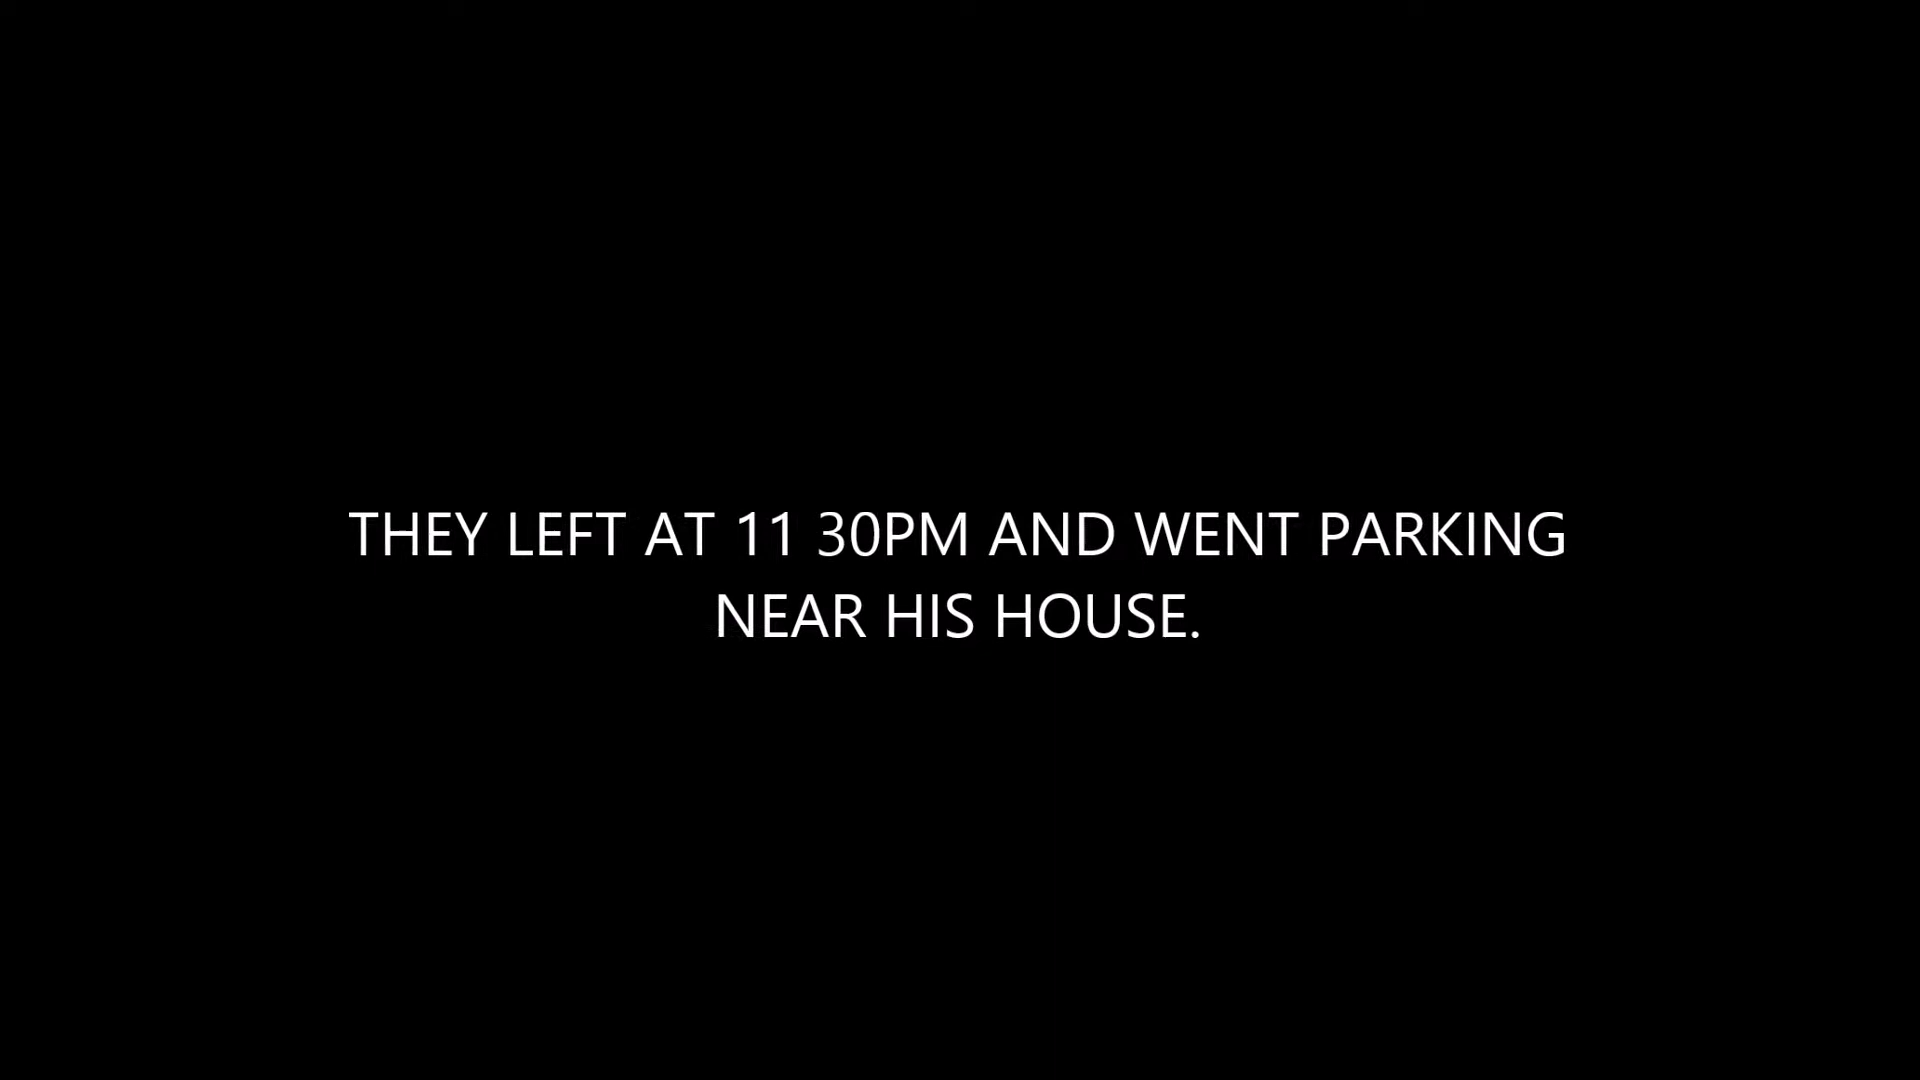 THEY LEFT AT 11 30PM AND WENT PARKING
NEAR HIS HOUSE.